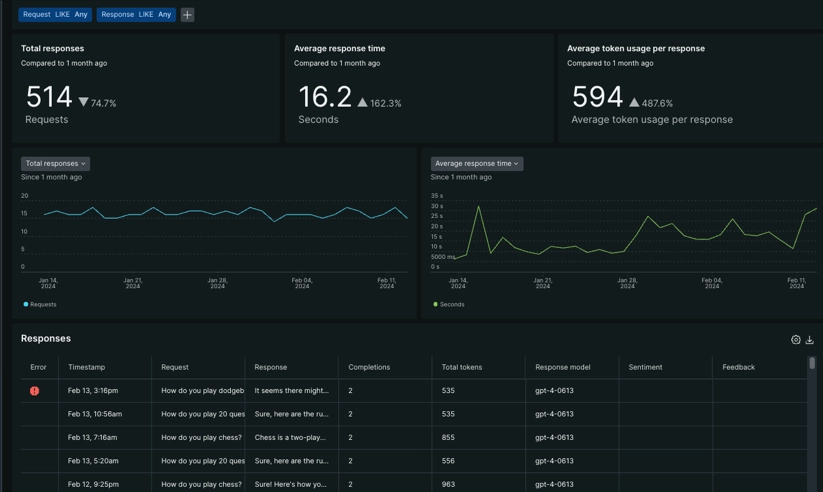 Request LIKE Any Response LIKE Any
Total responses
Compared to 1 month ago
514 ▼ 74.7%
Requests
Average response time
Compared to 1 month ago
16.2 ▲ 162.3%
Seconds
Average token usage per response
Compared to 1 month ago
594 ▲ 487.6%
Average token usage per response
Total responses
Since 1 month ago
20
15
10
5
0
Jan 14, 2024
Jan 21, 2024
Jan 28, 2024
Feb 04, 2024
Feb 11, 2024
Requests
Average response time
Since 1 month ago
35 s
30 s
25 s
20 s
15 s
10 s
5000 ms
0 s
Jan 14, 2024
Jan 21, 2024
Jan 28, 2024
Feb 04, 2024
Feb 11, 2024
Seconds
Responses
Error Timestamp Request Response Completions Total tokens Response model Sentiment Feedback
Feb 13, 3:16pm How do you play dodgeb It seems there might... 2 535 gpt-4-0613
Feb 13, 10:56am How do you play 20 ques Sure, here are the ru... 2 535 gpt-4-0613
Feb 13, 7:16am How do you play chess? Chess is a two-play... 2 855 gpt-4-0613
Feb 13, 5:20am How do you play 20 ques Sure, here are the ru... 2 556 gpt-4-0613
Feb 12, 9:25pm How do you play chess? Sure! Here's how yo... 2 963 gpt-4-0613